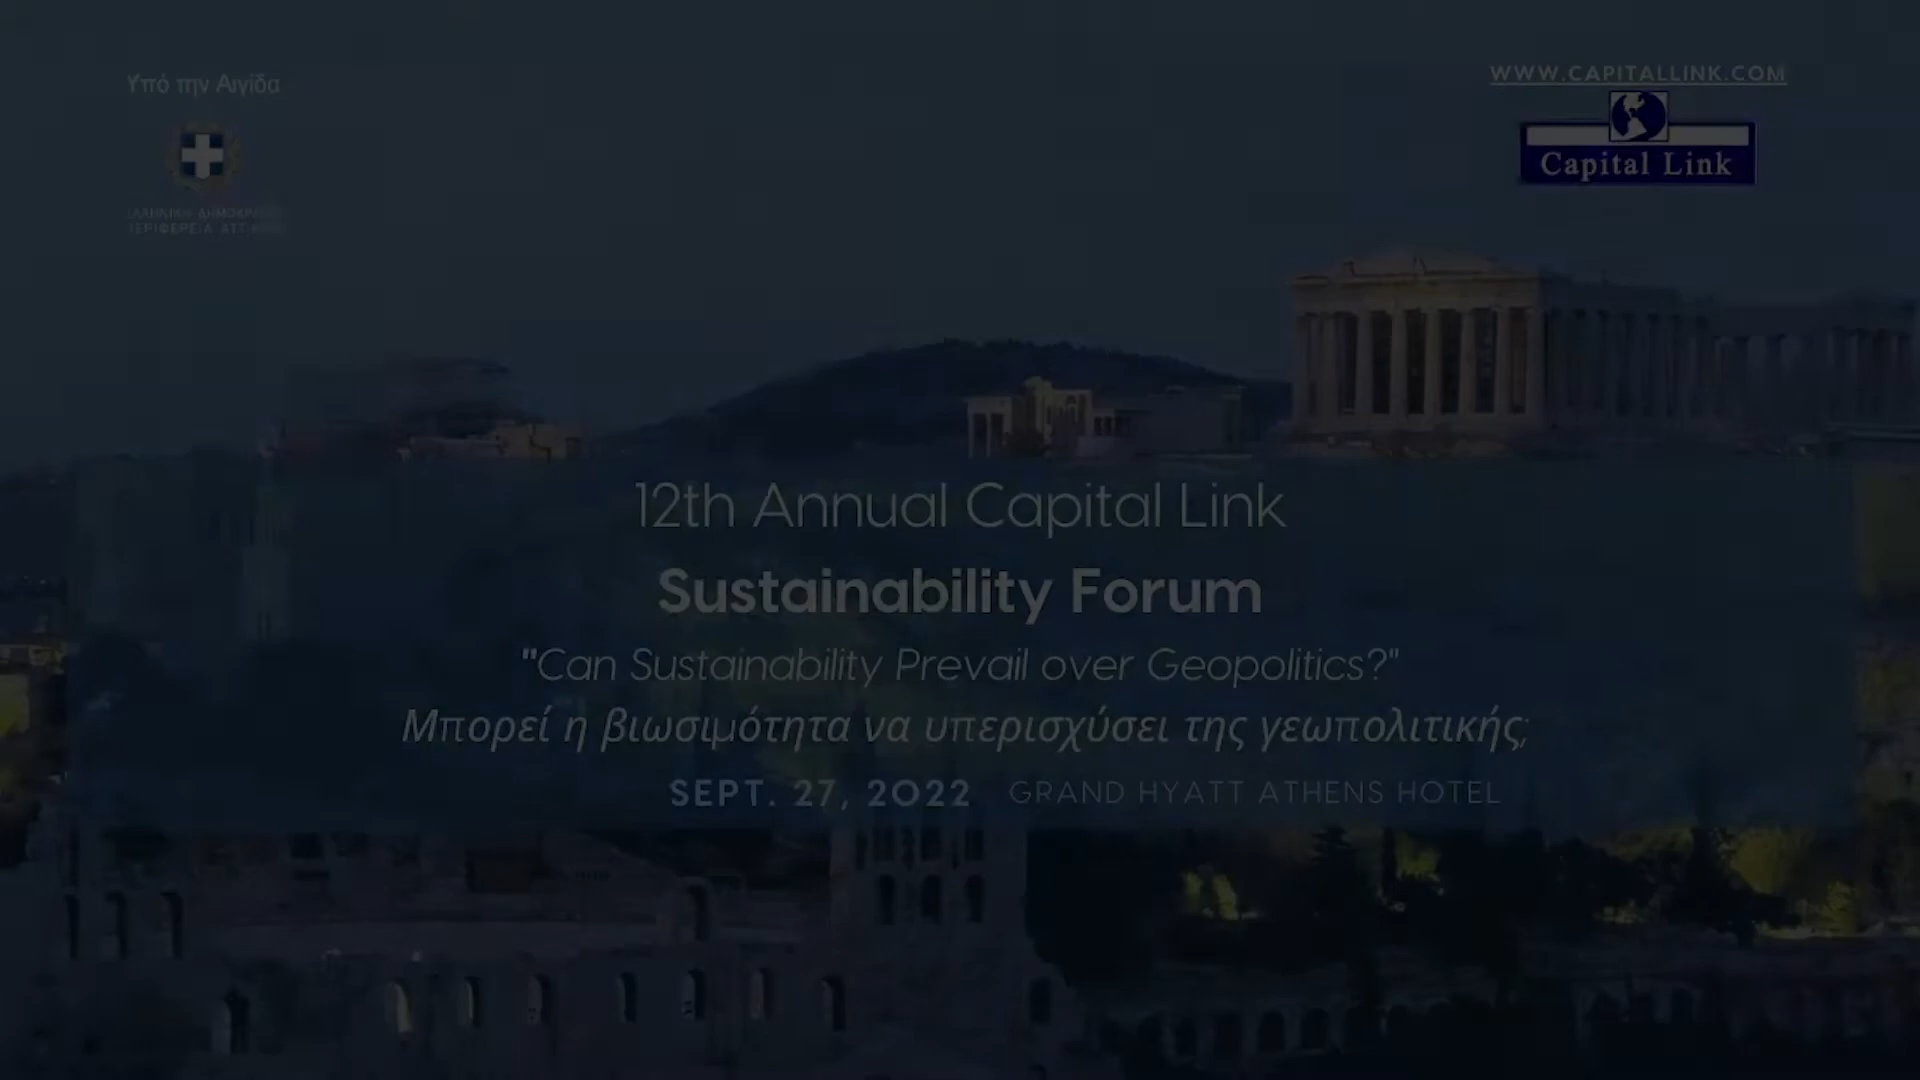 Υπό την Αιγίδα
WWW.CAPITALLINK.COM
Capital Link
12th Annual Capital Link
Sustainability Forum
"Can Sustainability Prevail over Geopolitics?"
Μπορεί η βιωσιμότητα να υπερισχύσει της γεωπολιτικής;
SEPT. 27, 2022 GRAND HYATT ATHENS HOTEL